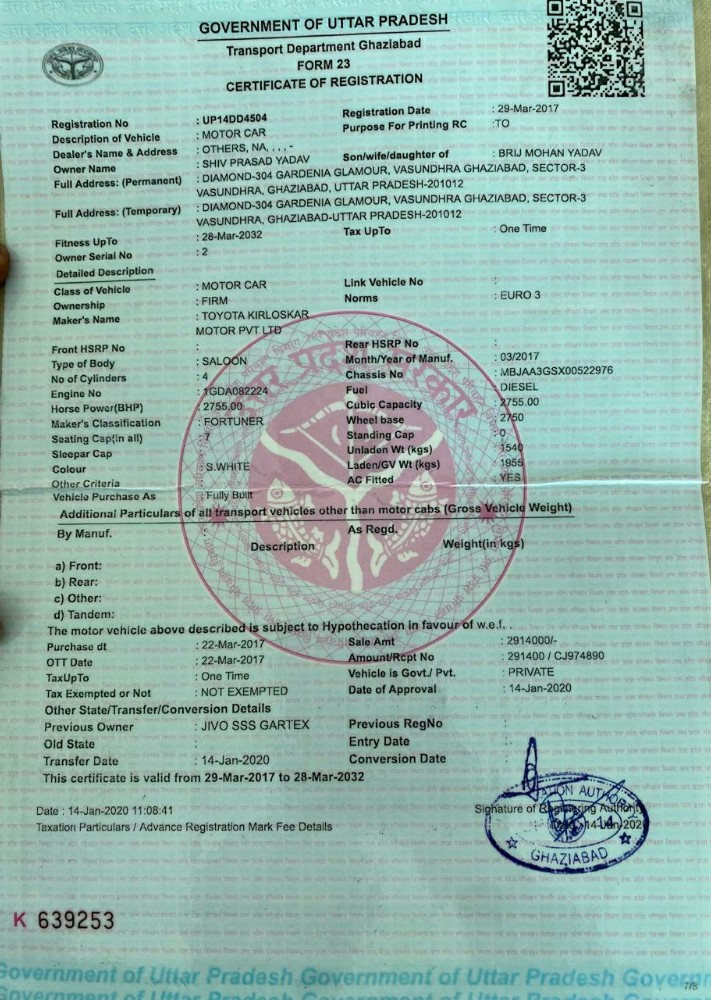 GOVERNMENT OF UTTAR PRADESH
Transport Department Ghaziabad
FORM 23
CERTIFICATE OF REGISTRATION
Registration No : UP14DD4504 Registration Date : 29-Mar-2017
Description of Vehicle : MOTOR CAR Purpose For Printing RC :TO
Dealer's Name & Address : OTHERS, NA, , , , -
Owner Name : SHIV PRASAD YADAV Son/wife/daughter of : BRIJ MOHAN YADAV
Full Address: (Permanent) : DIAMOND-304 GARDENIA GLAMOUR, VASUNDHRA GHAZIABAD, SECTOR-3
VASUNDHRA, GHAZIABAD, UTTAR PRADESH-201012
Full Address: (Temporary) : DIAMOND-304 GARDENIA GLAMOUR, VASUNDHRA GHAZIABAD, SECTOR-3
VASUNDHRA, GHAZIABAD-UTTAR PRADESH-201012
Fitness UpTo : 28-Mar-2032 Tax UpTo : One Time
Owner Serial No : 2
Detailed Description
Class of Vehicle : MOTOR CAR Link Vehicle No :
Ownership : FIRM Norms : EURO 3
Maker's Name : TOYOTA KIRLOSKAR
MOTOR PVT LTD
Front HSRP No : Rear HSRP No :
Type of Body : SALOON Month/Year of Manuf. : 03/2017
No of Cylinders : 4 Chassis No : MBJAA3GSX00522976
Engine No : 1GDA082224 Fuel : DIESEL
Horse Power(BHP) : 2755.00 Cubic Capacity : 2755.00
Maker's Classification : FORTUNER Wheel base : 2750
Seating Cap(in all) : 7 Standing Cap : 0
Sleepar Cap : Unladen Wt (kgs) : 1540
Colour : S.WHITE Laden/GV Wt (kgs) : 1955
Other Criteria : AC Fitted : YES
Vehicle Purchase As : Fully Built
Additional Particulars of all transport vehicles other than motor cabs (Gross Vehicle Weight)
By Manuf. : As Regd.
Description Weight(in kgs)
a) Front:
b) Rear:
c) Other:
d) Tandem:
The motor vehicle above described is subject to Hypothecation in favour of w.e.f. .
Purchase dt : 22-Mar-2017 Sale Amt : 2914000/-
OTT Date : 22-Mar-2017 Amount/Rcpt No : 291400 / CJ974890
TaxUpTo : One Time Vehicle is Govt./ Pvt. : PRIVATE
Tax Exempted or Not : NOT EXEMPTED Date of Approval : 14-Jan-2020
Other State/Transfer/Conversion Details
Previous Owner : JIVO SSS GARTEX Previous RegNo :
Old State : Entry Date :
Transfer Date : 14-Jan-2020 Conversion Date :
This certificate is valid from 29-Mar-2017 to 28-Mar-2032
Date : 14-Jan-2020 11:08:41 Signature of Registering Authority
Taxation Particulars / Advance Registration Mark Fee Details
GHAZIABAD
K 639253
Government of Uttar Pradesh Government of Uttar Pradesh Govern